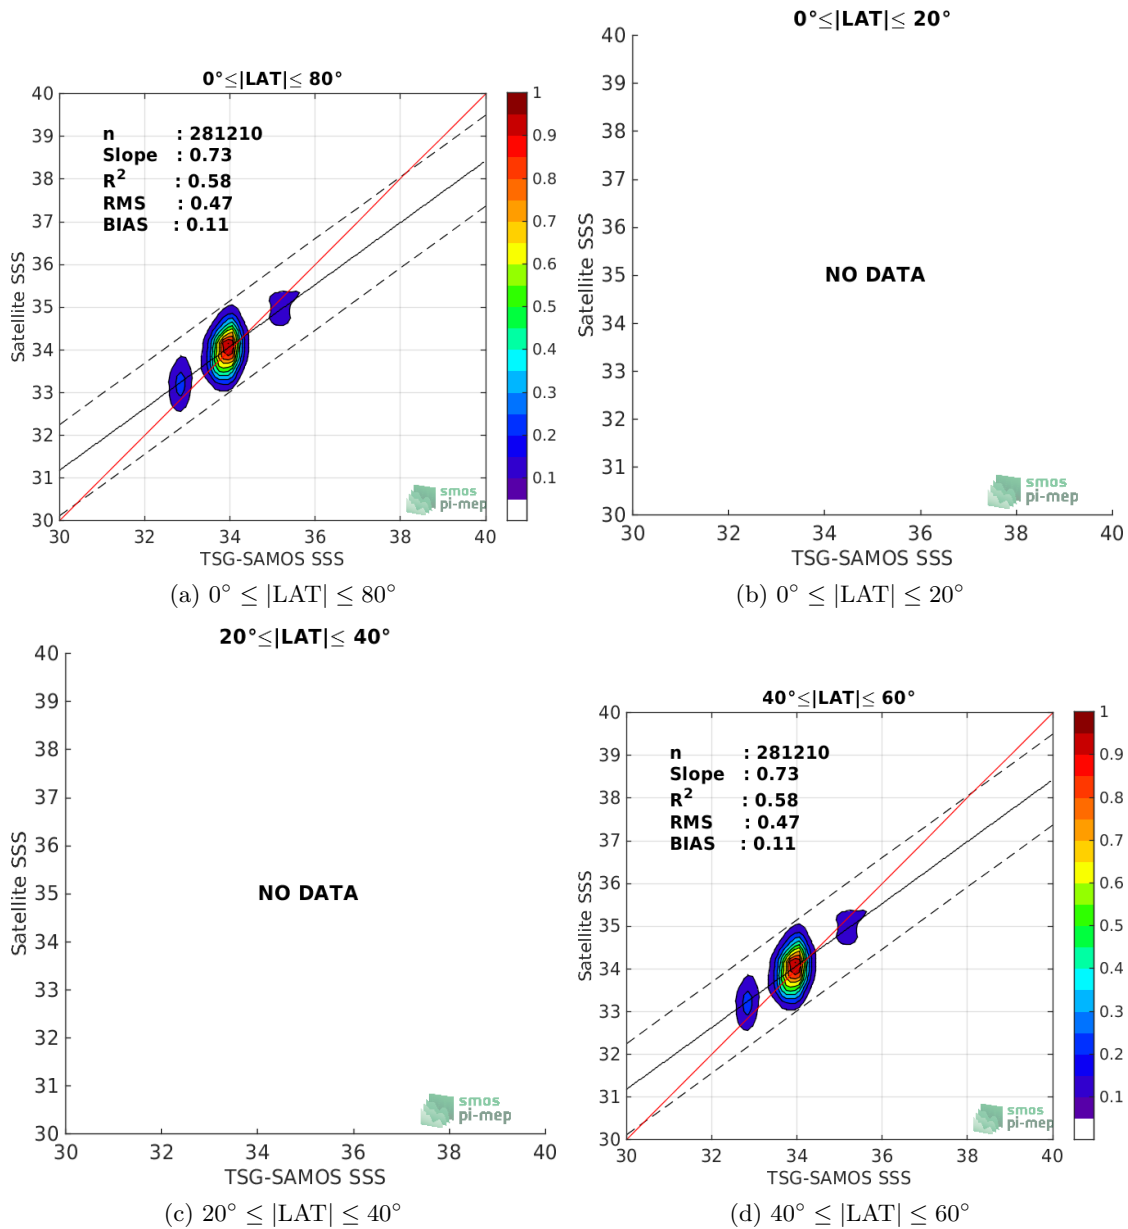 0°≤|LAT|≤ 80°
40
39
38
37
36
35
34
33
32
31
30
Satellite SSS
n : 281210
Slope : 0.73
R² : 0.58
RMS : 0.47
BIAS : 0.11
1
0.9
0.8
0.7
0.6
0.5
0.4
0.3
0.2
0.1
smos
pi-mep
30 32 34 36 38 40
TSG-SAMOS SSS
(a) 0° ≤ |LAT| ≤ 80°
0°≤|LAT|≤ 20°
40
39
38
37
36
35
34
33
32
31
30
Satellite SSS
NO DATA
smos
pi-mep
30 32 34 36 38 40
TSG-SAMOS SSS
(b) 0° ≤ |LAT| ≤ 20°
20°≤|LAT|≤ 40°
40
39
38
37
36
35
34
33
32
31
30
Satellite SSS
NO DATA
smos
pi-mep
30 32 34 36 38 40
TSG-SAMOS SSS
(c) 20° ≤ |LAT| ≤ 40°
40°≤|LAT|≤ 60°
40
39
38
37
36
35
34
33
32
31
30
Satellite SSS
n : 281210
Slope : 0.73
R² : 0.58
RMS : 0.47
BIAS : 0.11
1
0.9
0.8
0.7
0.6
0.5
0.4
0.3
0.2
0.1
smos
pi-mep
30 32 34 36 38 40
TSG-SAMOS SSS
(d) 40° ≤ |LAT| ≤ 60°